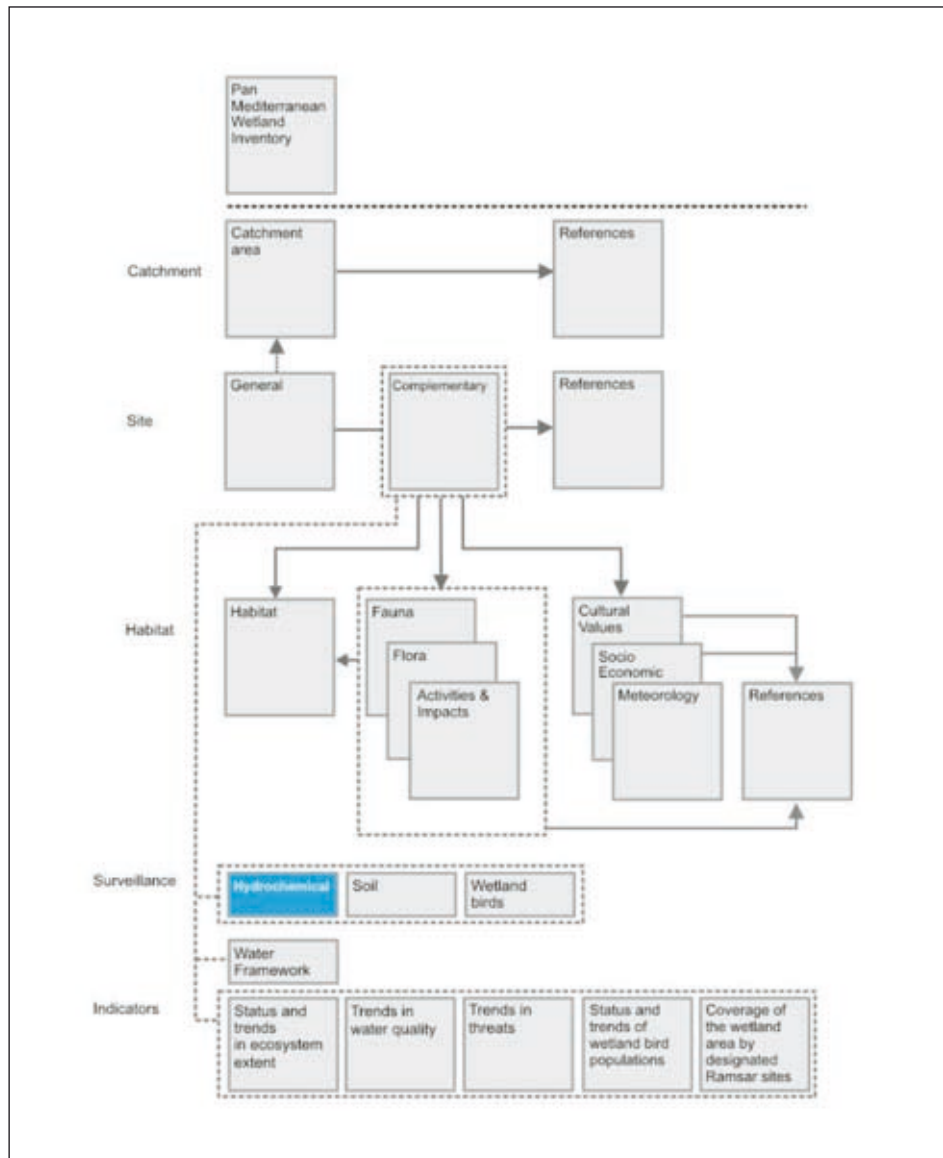 Pan
Mediterranean
Wetland
Inventory
Catchment
Catchment
area
References
Site
General
Complementary
References
Habitat
Habitat
Fauna
Flora
Activities &
Impacts
Cultural
Values
Socio
Economic
Meteorology
References
Surveillance
Hydrochemical
Soil
Wetland
birds
Water
Framework
Indicators
Status and
trends
in ecosystem
extent
Trends in
water quality
Trends in
threats
Status and
trends of
wetland bird
populations
Coverage of
the wetland
area by
designated
Ramsar sites